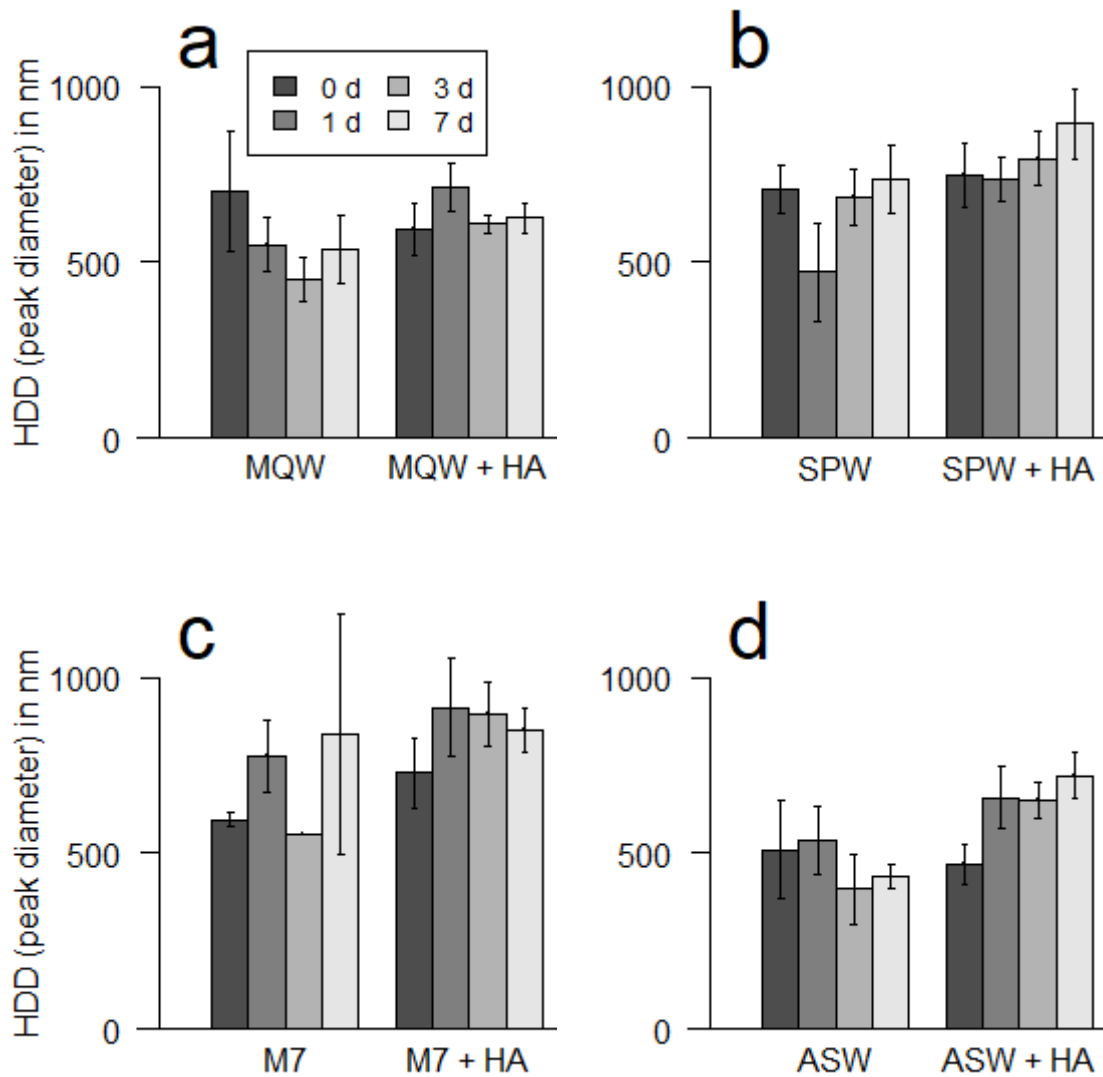 a
0 d
3 d
1 d
7 d
HDD (peak diameter) in nm
1000
500
0
MQW
MQW + HA
b
1000
500
0
SPW
SPW + HA
c
HDD (peak diameter) in nm
1000
500
0
M7
M7 + HA
d
1000
500
0
ASW
ASW + HA